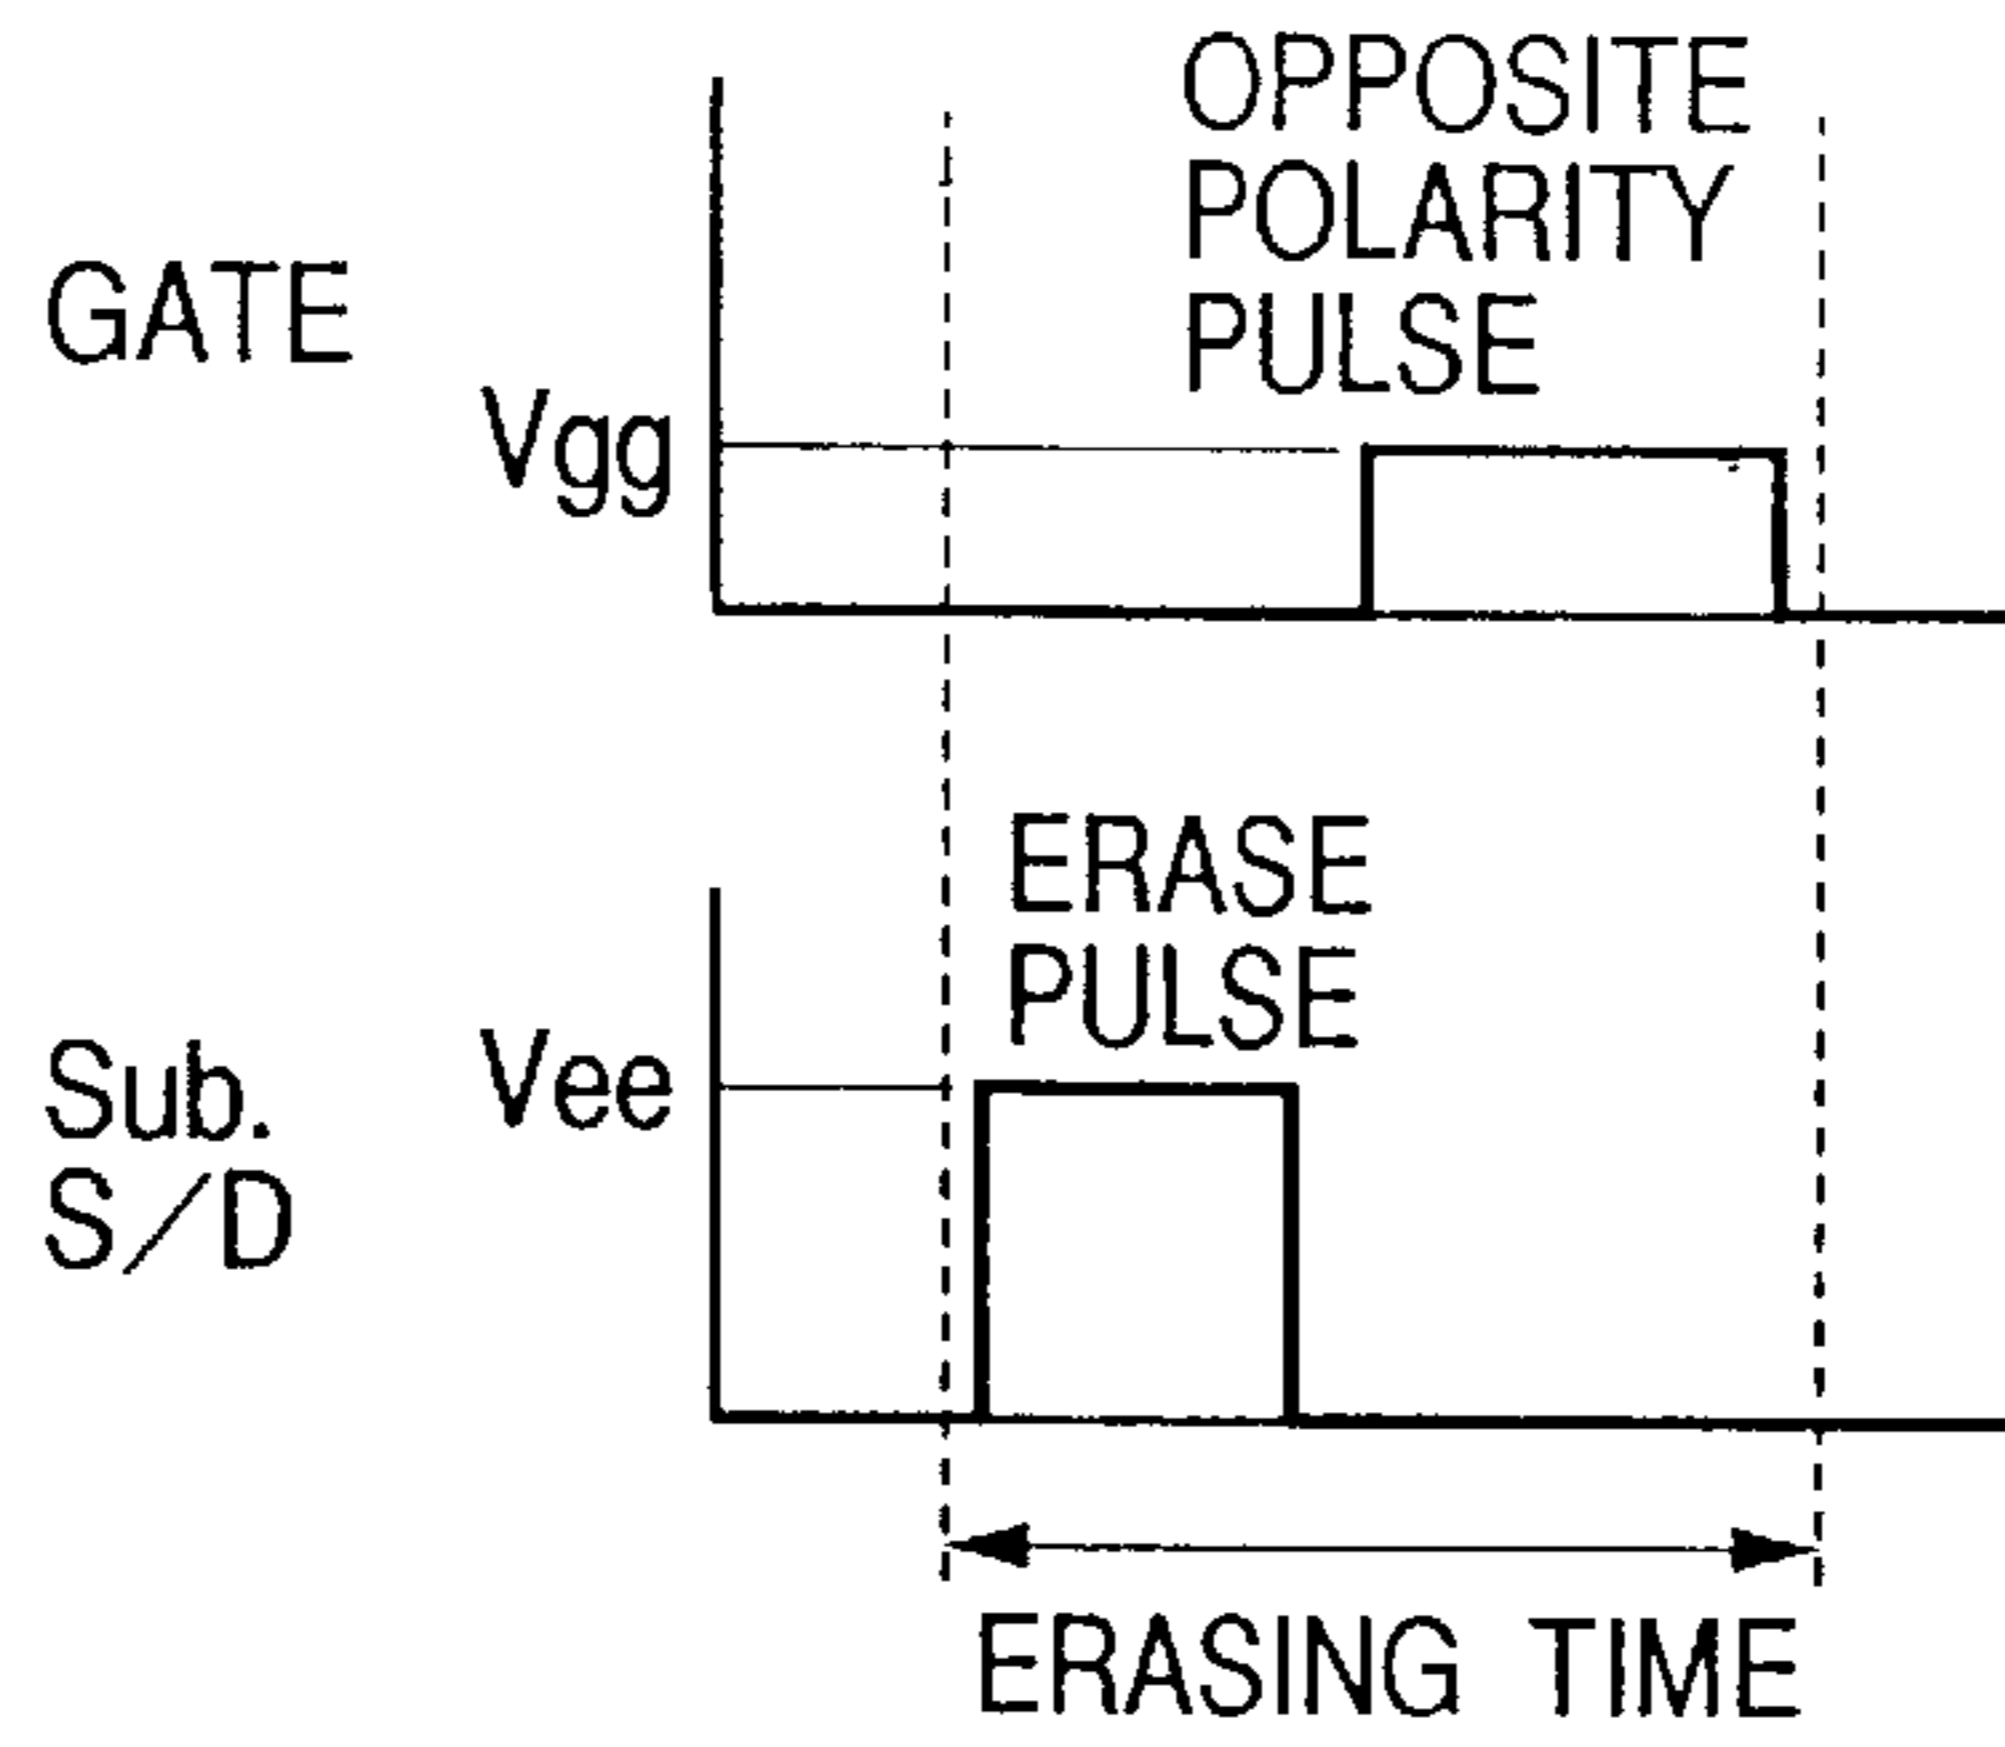 OPPOSITE
POLARITY
PULSE
GATE
Vgg
ERASE
PULSE
Vee
Sub.
S/D
ERASING TIME